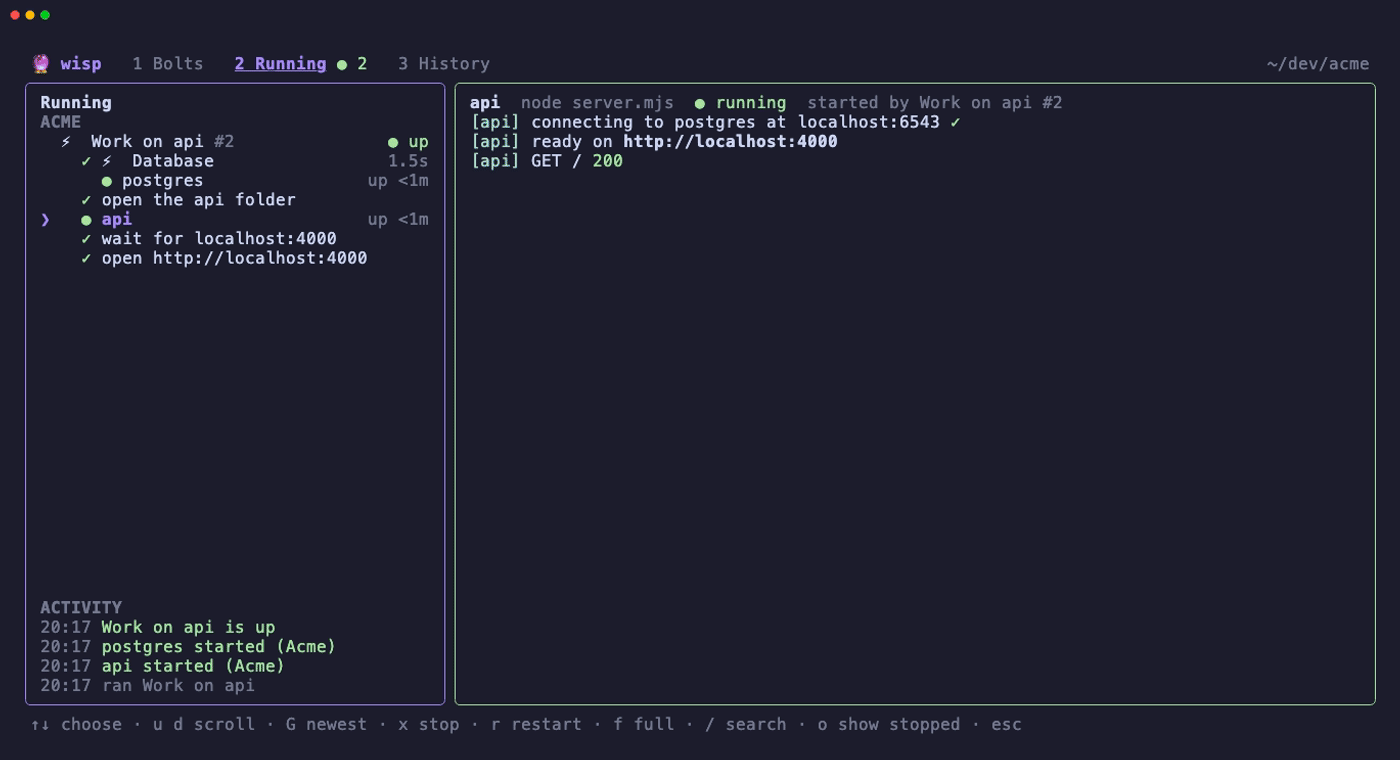 🔮 wisp 1 Bolts 2 Running ● 2 3 History ~/dev/acme
Running
ACME
⚡ Work on api #2 ● up
✓ ⚡ Database 1.5s
● postgres up <1m
✓ open the api folder
❯ ● api up <1m
✓ wait for localhost:4000
✓ open http://localhost:4000
ACTIVITY
20:17 Work on api is up
20:17 postgres started (Acme)
20:17 api started (Acme)
20:17 ran Work on api
api node server.mjs ● running started by Work on api #2
[api] connecting to postgres at localhost:6543 ✓
[api] ready on http://localhost:4000
[api] GET / 200
↑↓ choose · u d scroll · G newest · x stop · r restart · f full · / search · o show stopped · esc